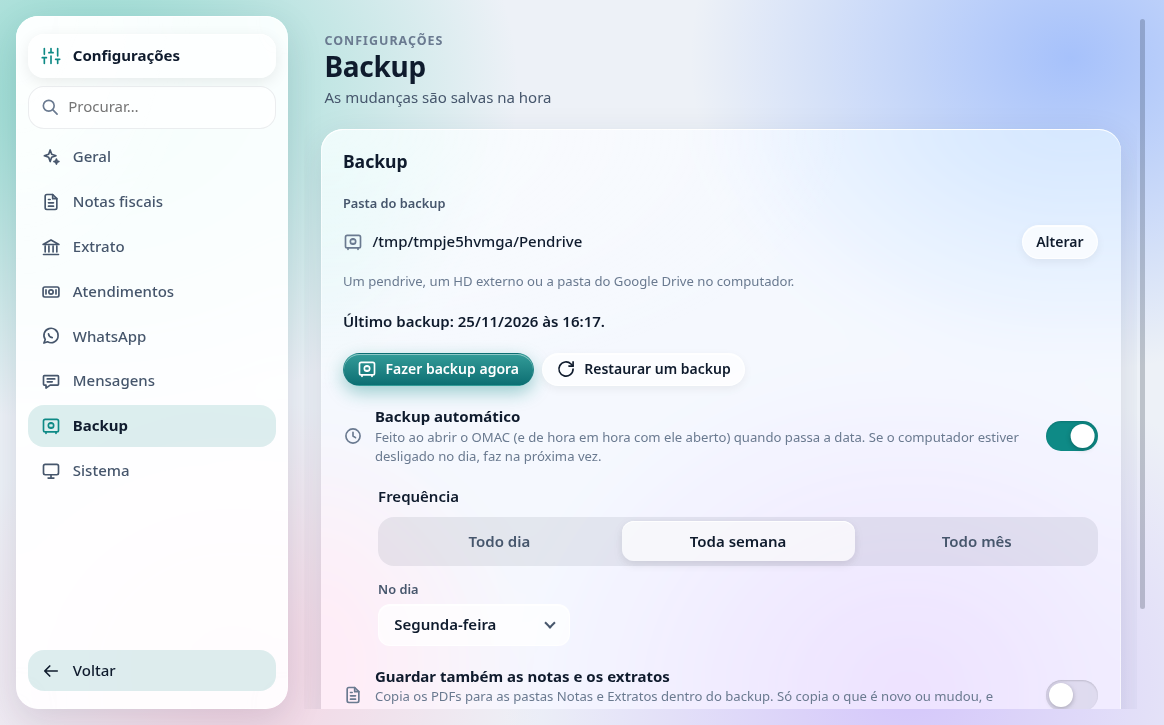 Configurações
Procurar...
Geral
Notas fiscais
Extrato
Atendimentos
WhatsApp
Mensagens
Backup
Sistema
Voltar
CONFIGURAÇÕES
Backup
As mudanças são salvas na hora
Backup
Pasta do backup
/tmp/tmpje5hvmga/Pendrive
Alterar
Um pendrive, um HD externo ou a pasta do Google Drive no computador.
Último backup: 25/11/2026 às 16:17.
Fazer backup agora
Restaurar um backup
Backup automático
Feito ao abrir o OMAC (e de hora em hora com ele aberto) quando passa a data. Se o computador estiver
desligado no dia, faz na próxima vez.
Frequência
Todo dia
Toda semana
Todo mês
No dia
Segunda-feira
Guardar também as notas e os extratos
Copia os PDFs para as pastas Notas e Extratos dentro do backup. Só copia o que é novo ou mudou, e